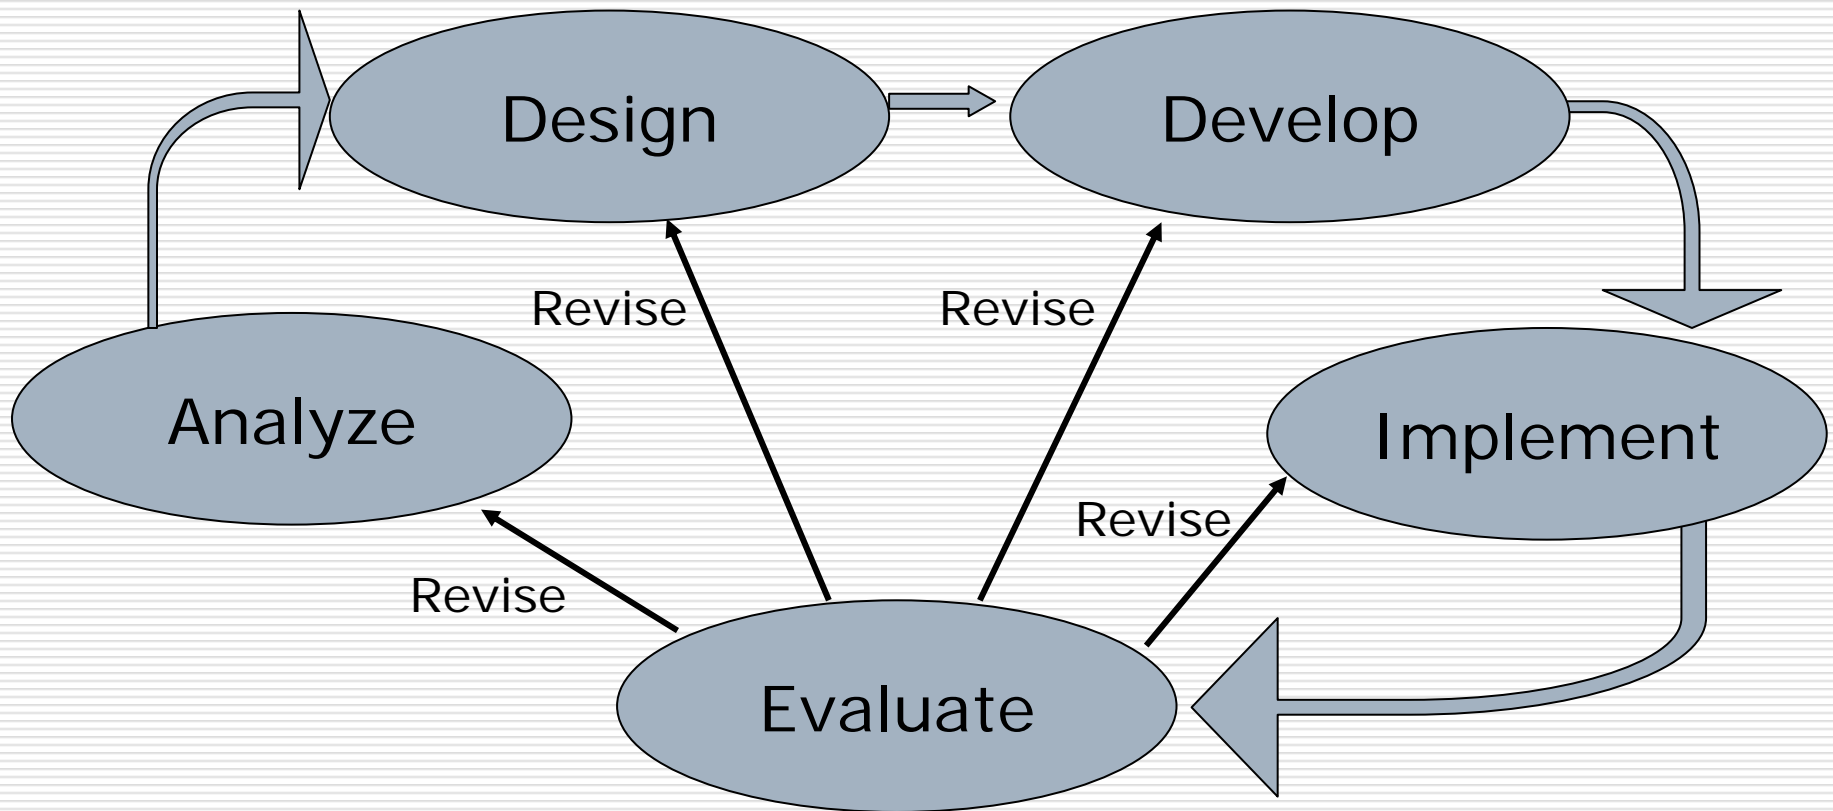 Design
Develop
Revise
Revise
Analyze
Implement
Revise
Revise
Evaluate